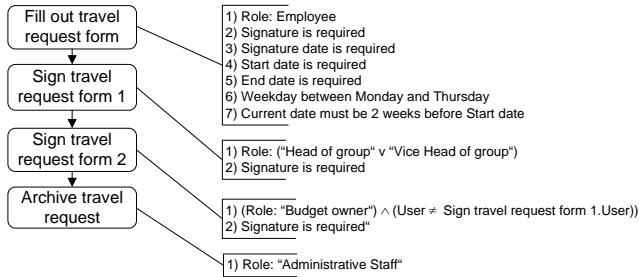 Fill out travel
request form
1) Role: Employee
2) Signature is required
3) Signature date is required
4) Start date is required
5) End date is required
6) Weekday between Monday and Thursday
7) Current date must be 2 weeks before Start date
Sign travel
request form 1
1) Role: ("Head of group“ v “Vice Head of group“)
2) Signature is required
Sign travel
request form 2
1) (Role: “Budget owner“) ∧ (User ≠ Sign travel request form 1.User))
2) Signature is required“
Archive travel
request
1) Role: “Administrative Staff“